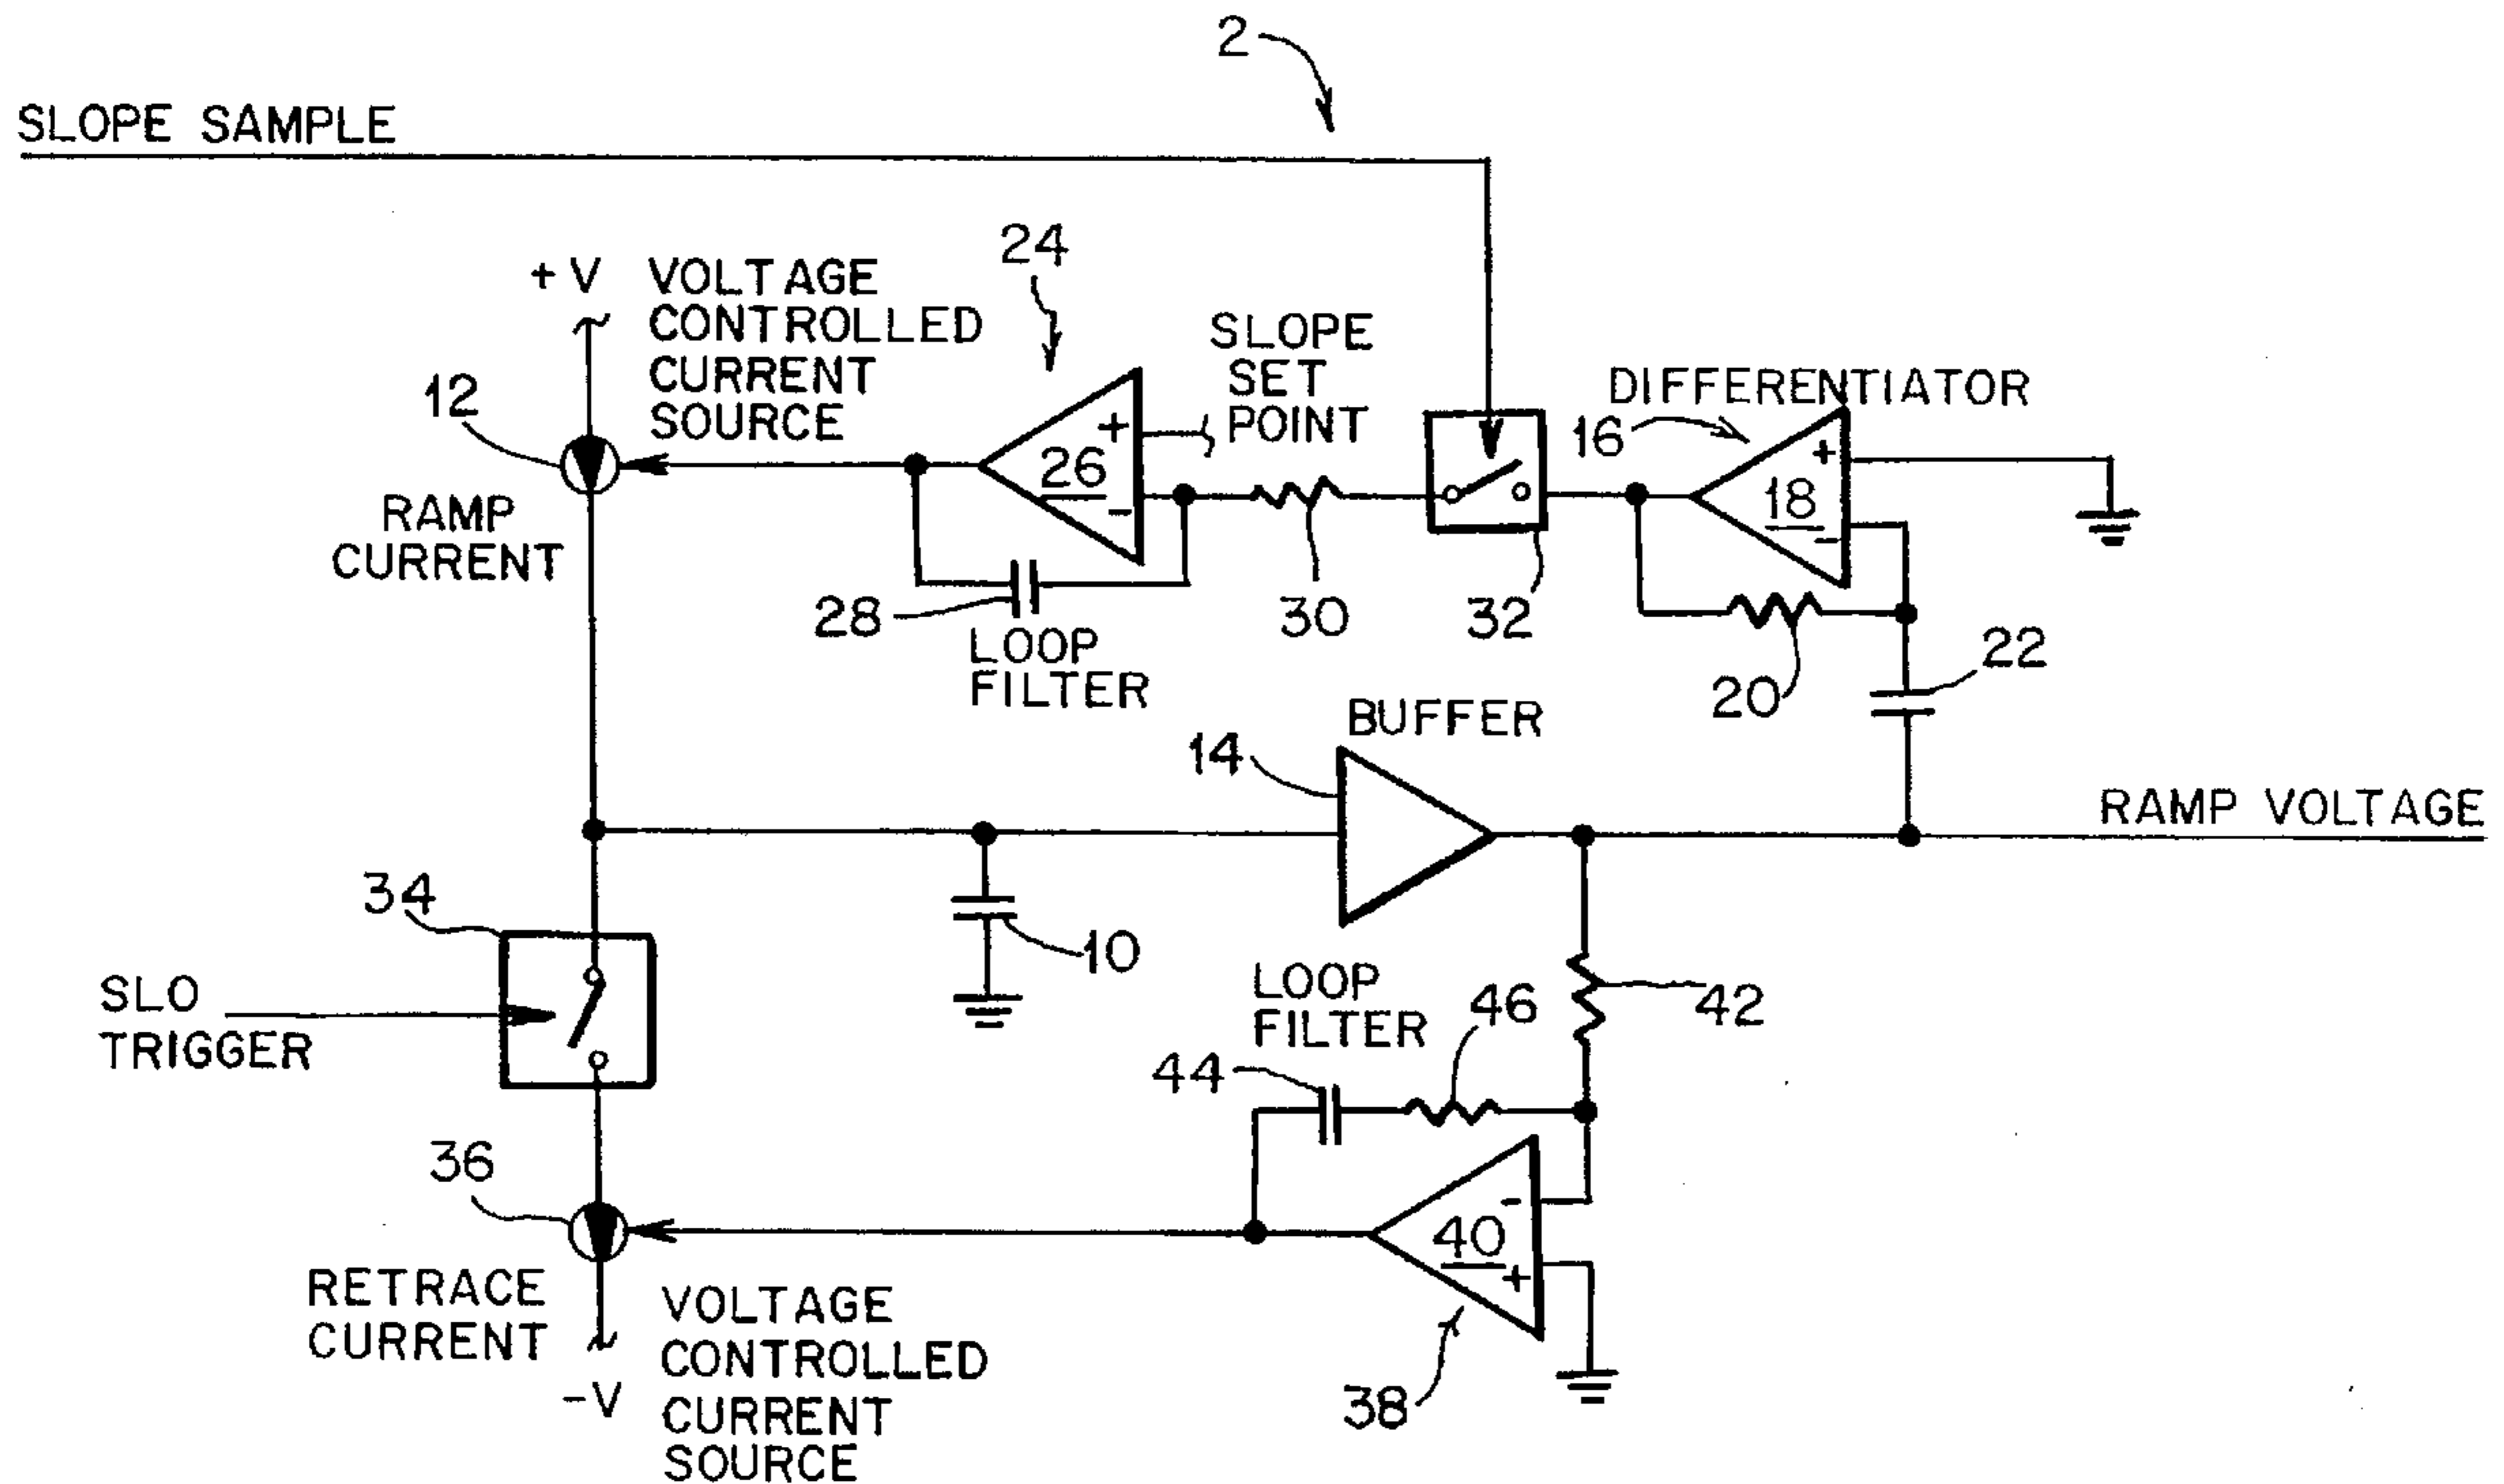 2
SLOPE SAMPLE
+V
VOLTAGE
CONTROLLED
CURRENT
SOURCE
12
RAMP
CURRENT
24
+
26
-
SLOPE
SET
POINT
28
LOOP
FILTER
30
32
DIFFERENTIATOR
16
+
18
-
20
22
BUFFER
14
RAMP VOLTAGE
34
SLO
TRIGGER
10
LOOP
FILTER
46
42
44
36
-
40
+
38
RETRACE
CURRENT
-V
VOLTAGE
CONTROLLED
CURRENT
SOURCE